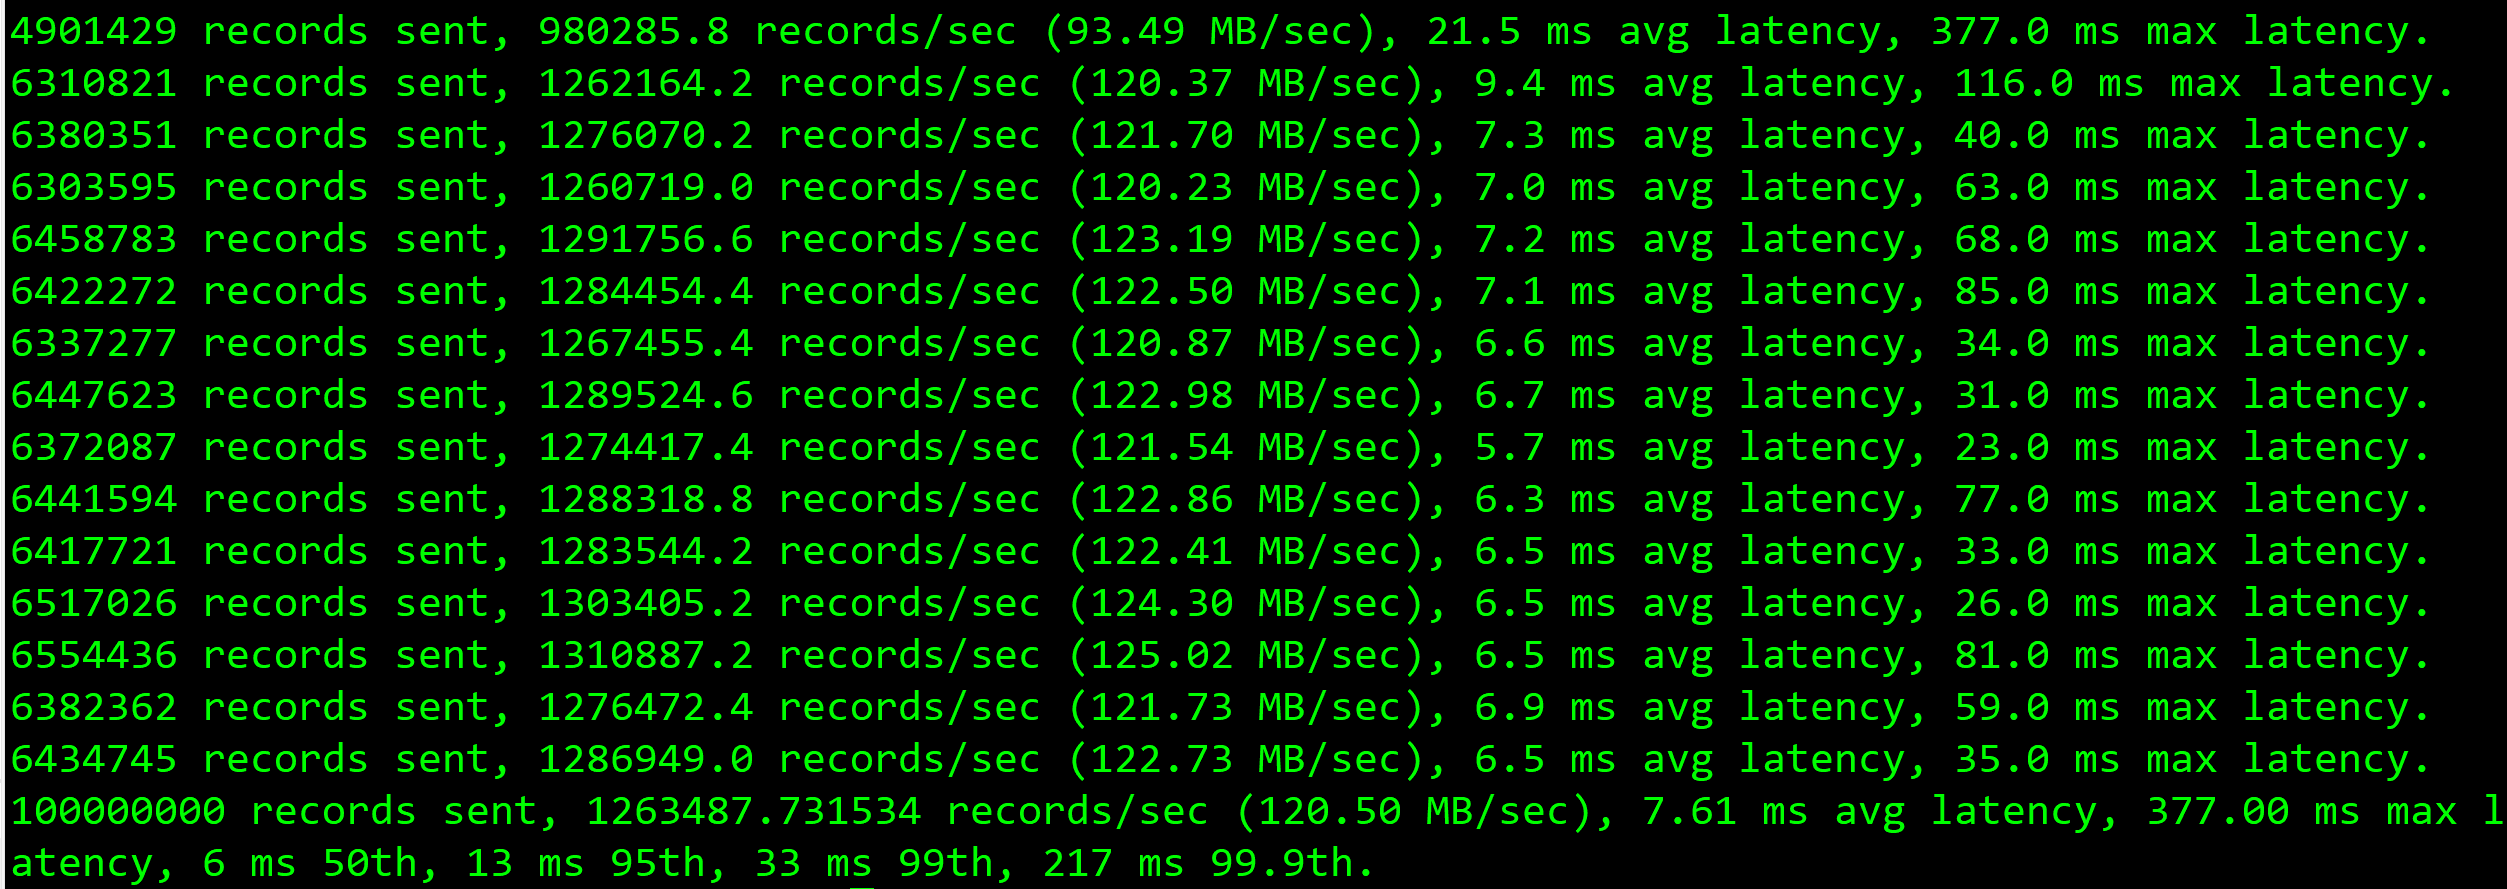 4901429 records sent, 980285.8 records/sec (93.49 MB/sec), 21.5 ms avg latency, 377.0 ms max latency.
6310821 records sent, 1262164.2 records/sec (120.37 MB/sec), 9.4 ms avg latency, 116.0 ms max latency.
6380351 records sent, 1276070.2 records/sec (121.70 MB/sec), 7.3 ms avg latency, 40.0 ms max latency.
6303595 records sent, 1260719.0 records/sec (120.23 MB/sec), 7.0 ms avg latency, 63.0 ms max latency.
6458783 records sent, 1291756.6 records/sec (123.19 MB/sec), 7.2 ms avg latency, 68.0 ms max latency.
6422272 records sent, 1284454.4 records/sec (122.50 MB/sec), 7.1 ms avg latency, 85.0 ms max latency.
6337277 records sent, 1267455.4 records/sec (120.87 MB/sec), 6.6 ms avg latency, 34.0 ms max latency.
6447623 records sent, 1289524.6 records/sec (122.98 MB/sec), 6.7 ms avg latency, 31.0 ms max latency.
6372087 records sent, 1274417.4 records/sec (121.54 MB/sec), 5.7 ms avg latency, 23.0 ms max latency.
6441594 records sent, 1288318.8 records/sec (122.86 MB/sec), 6.3 ms avg latency, 77.0 ms max latency.
6417721 records sent, 1283544.2 records/sec (122.41 MB/sec), 6.5 ms avg latency, 33.0 ms max latency.
6517026 records sent, 1303405.2 records/sec (124.30 MB/sec), 6.5 ms avg latency, 26.0 ms max latency.
6554436 records sent, 1310887.2 records/sec (125.02 MB/sec), 6.5 ms avg latency, 81.0 ms max latency.
6382362 records sent, 1276472.4 records/sec (121.73 MB/sec), 6.9 ms avg latency, 59.0 ms max latency.
6434745 records sent, 1286949.0 records/sec (122.73 MB/sec), 6.5 ms avg latency, 35.0 ms max latency.
100000000 records sent, 1263487.731534 records/sec (120.50 MB/sec), 7.61 ms avg latency, 377.00 ms max l
atency, 6 ms 50th, 13 ms 95th, 33 ms 99th, 217 ms 99.9th.